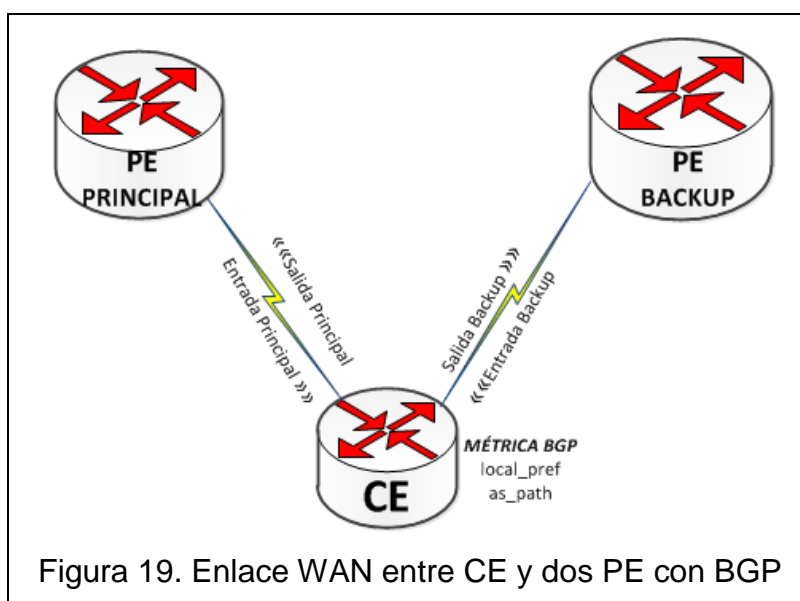 PE
PRINCIPAL
PE
BACKUP
««Salida Principal
Entrada Principal »»
Salida Backup »»
««Entrada Backup
CE
MÉTRICA BGP
local_pref
as_path
Figura 19. Enlace WAN entre CE y dos PE con BGP